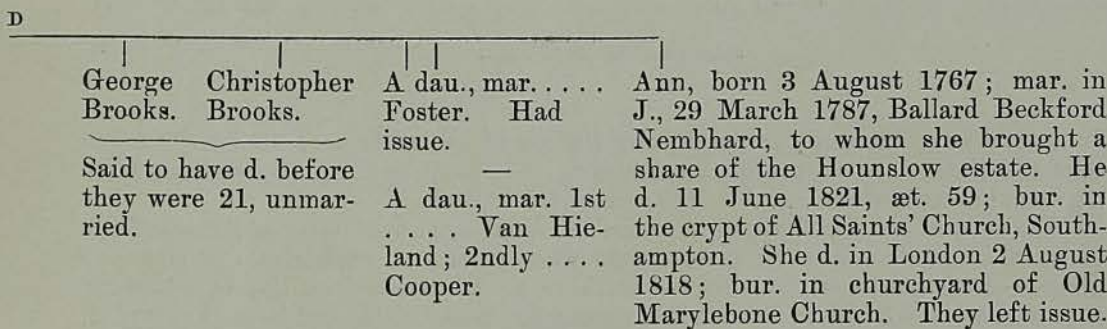 D
George
Brooks.
Christopher
Brooks.
Said to have d. before
they were 21, unmar-
ried.
A dau., mar. . . . .
Foster. Had
issue.
—
A dau., mar. 1st
. . . . Van Hie-
land; 2ndly . . . .
Cooper.
Ann, born 3 August 1767; mar. in
J., 29 March 1787, Ballard Beckford
Nembhard, to whom she brought a
share of the Hounslow estate. He
d. 11 June 1821, æt. 59; bur. in
the crypt of All Saints' Church, South-
ampton. She d. in London 2 August
1818; bur. in churchyard of Old
Marylebone Church. They left issue.